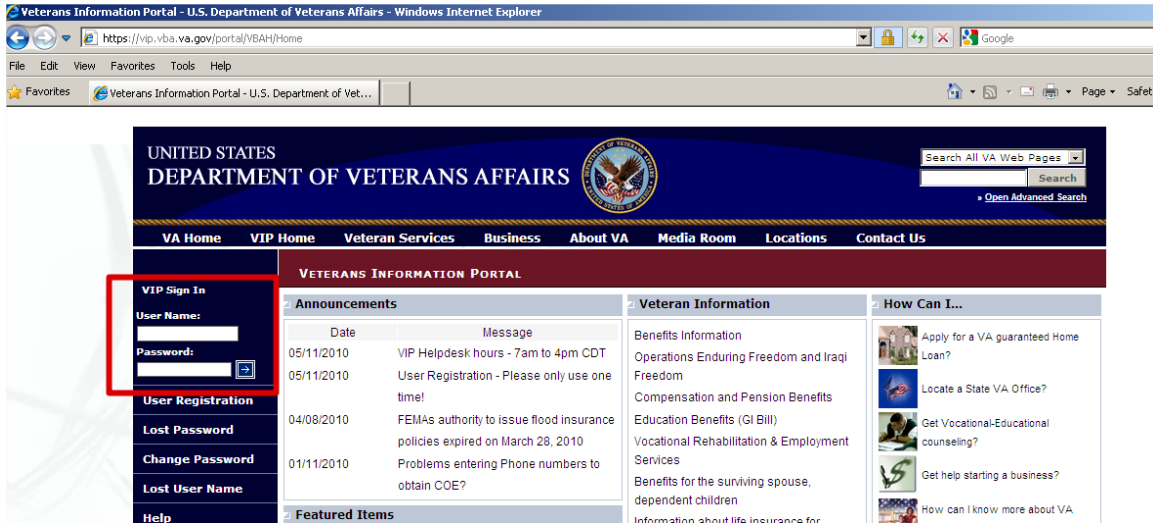 Veterans Information Portal - U.S. Department of Veterans Affairs - Windows Internet Explorer
https://vip.vba.va.gov/portal/VBAH/Home
Google
File Edit View Favorites Tools Help
Favorites
Veterans Information Portal - U.S. Department of Vet...
Page
Safet
UNITED STATES
DEPARTMENT OF VETERANS AFFAIRS
Search All VA Web Pages
Search
» Open Advanced Search
VA Home VIP Home Veteran Services Business About VA Media Room Locations Contact Us
VETERANS INFORMATION PORTAL
VIP Sign In
User Name:
Password:
User Registration
Lost Password
Change Password
Lost User Name
Help
Announcements
Date Message
05/11/2010 VIP Helpdesk hours - 7am to 4pm CDT
05/11/2010 User Registration - Please only use one
time!
04/08/2010 FEMAs authority to issue flood insurance
policies expired on March 28, 2010
01/11/2010 Problems entering Phone numbers to
obtain COE?
Featured Items
Veteran Information
Benefits Information
Operations Enduring Freedom and Iraqi
Freedom
Compensation and Pension Benefits
Education Benefits (GI Bill)
Vocational Rehabilitation & Employment
Services
Benefits for the surviving spouse,
dependent children
Information about life insurance for
How Can I...
Apply for a VA guaranteed Home
Loan?
Locate a State VA Office?
Get Vocational-Educational
counseling?
Get help starting a business?
How can I know more about VA